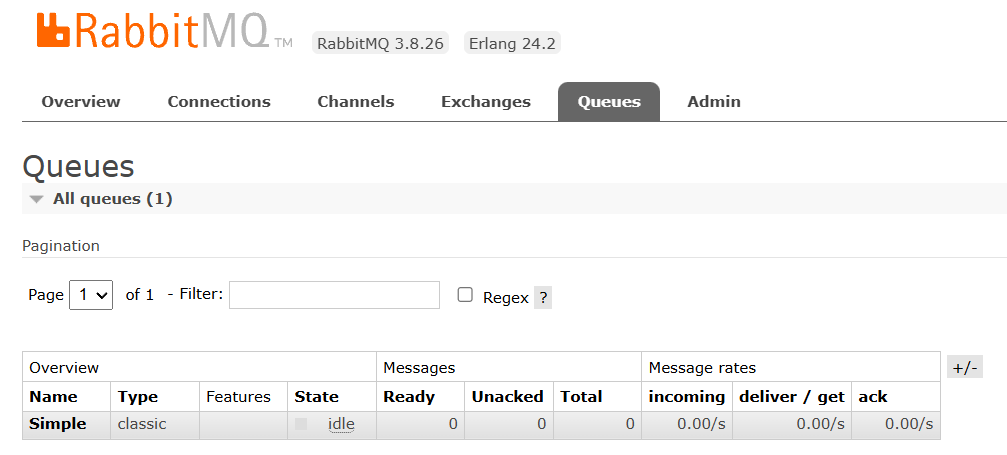 RabbitMQ TM RabbitMQ 3.8.26 Erlang 24.2
Overview Connections Channels Exchanges Queues Admin
Queues
All queues (1)
Pagination
Page 1 of 1 - Filter: Regex ?
Overview Messages Message rates +/-
Name Type Features State Ready Unacked Total incoming deliver / get ack
Simple classic idle 0 0 0 0.00/s 0.00/s 0.00/s